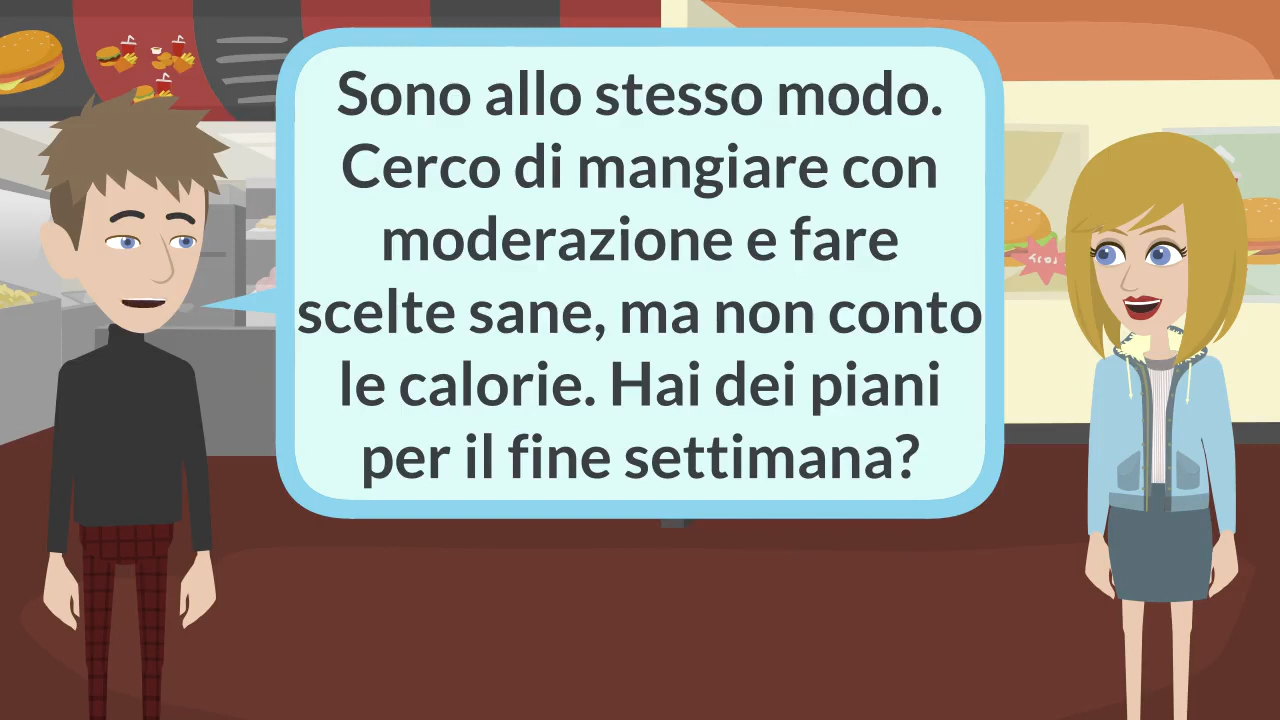 Sono allo stesso modo.
Cerco di mangiare con
moderazione e fare
scelte sane, ma non conto
le calorie. Hai dei piani
per il fine settimana?